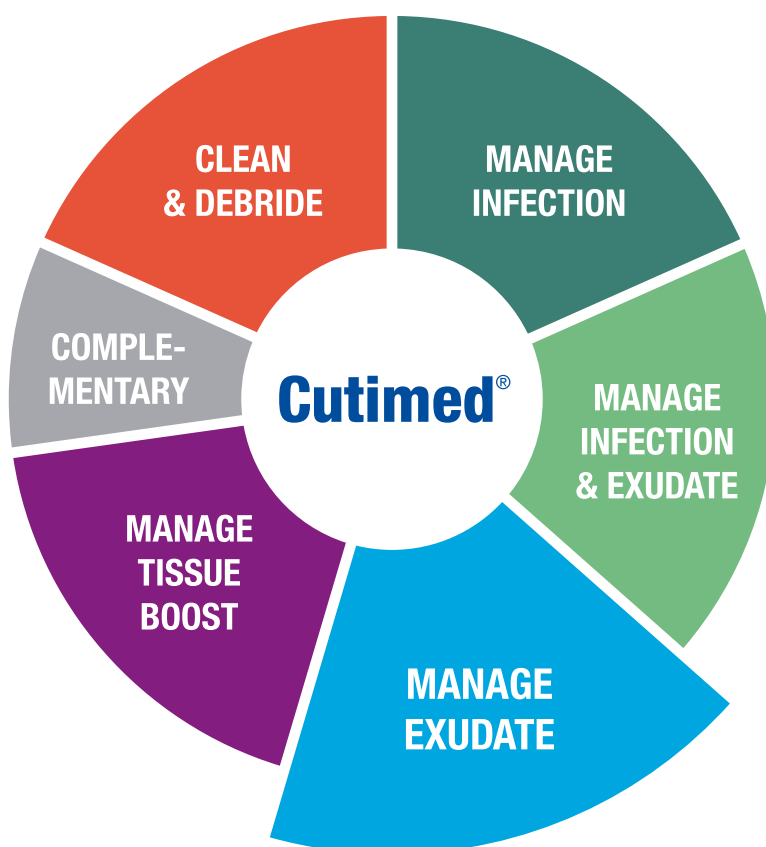 CLEAN
& DEBRIDE
MANAGE
INFECTION
COMPLE-
MENTARY
Cutimed®
MANAGE
INFECTION
& EXUDATE
MANAGE
TISSUE
BOOST
MANAGE
EXUDATE